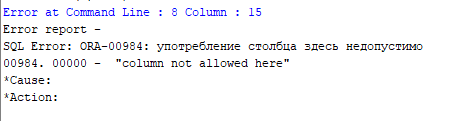 Error at Command Line : 8 Column : 15
Error report -
SQL Error: ORA-00984: употребление столбца здесь недопустимо
00984. 00000 -  "column not allowed here"
*Cause:
*Action: